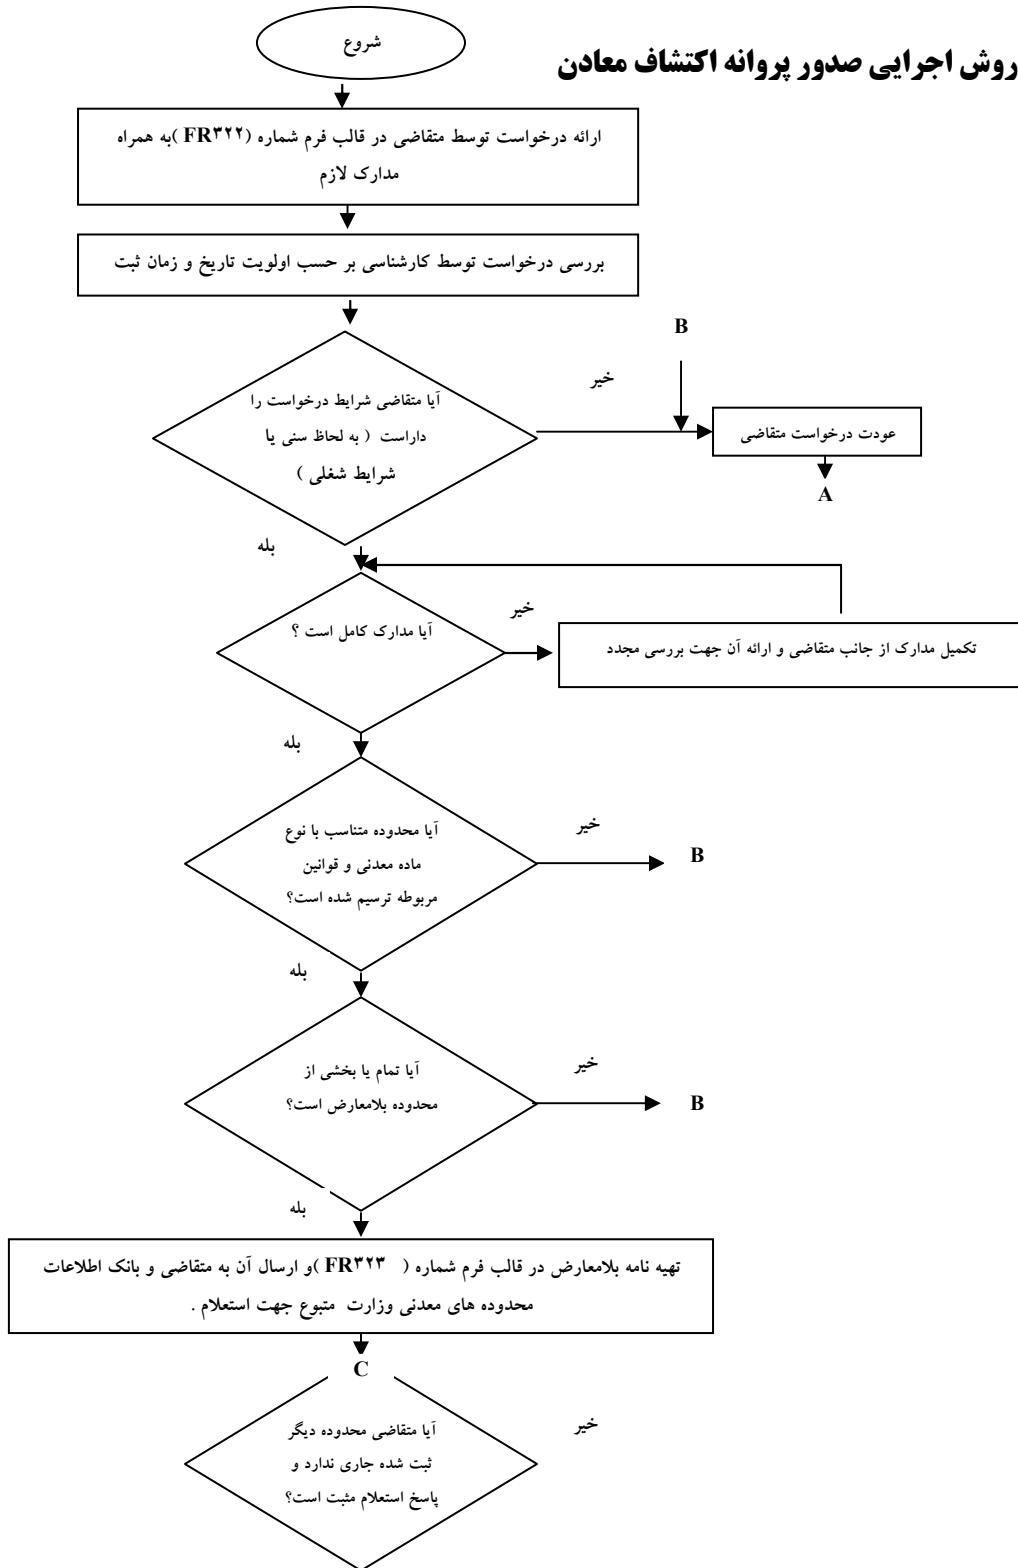 روش اجرایی صدور پروانه اکتشاف معادن
شروع
ارائه درخواست توسط متقاضی در قالب فرم شماره (FR۳۲۲ )به همراه
مدارک لازم
بررسی درخواست توسط کارشناسی بر حسب اولویت تاریخ و زمان ثبت
B
خیر
آیا متقاضی شرایط درخواست را
داراست ( به لحاظ سنی یا
شرایط شغلی )
عودت درخواست متقاضی
A
بله
خیر
آیا مدارک کامل است ؟
تکمیل مدارک از جانب متقاضی و ارائه آن جهت بررسی مجدد
بله
خیر
آیا محدوده متناسب با نوع
ماده معدنی و قوانین
مربوطه ترسیم شده است؟
B
بله
خیر
آیا تمام یا بخشی از
محدوده بلامعارض است؟
B
بله
تهیه نامه بلامعارض در قالب فرم شماره ( FR۳۲۳ )و ارسال آن به متقاضی و بانک اطلاعات
محدوده های معدنی وزارت متبوع جهت استعلام .
C
خیر
آیا متقاضی محدوده دیگر
ثبت شده جاری ندارد و
پاسخ استعلام مثبت است؟